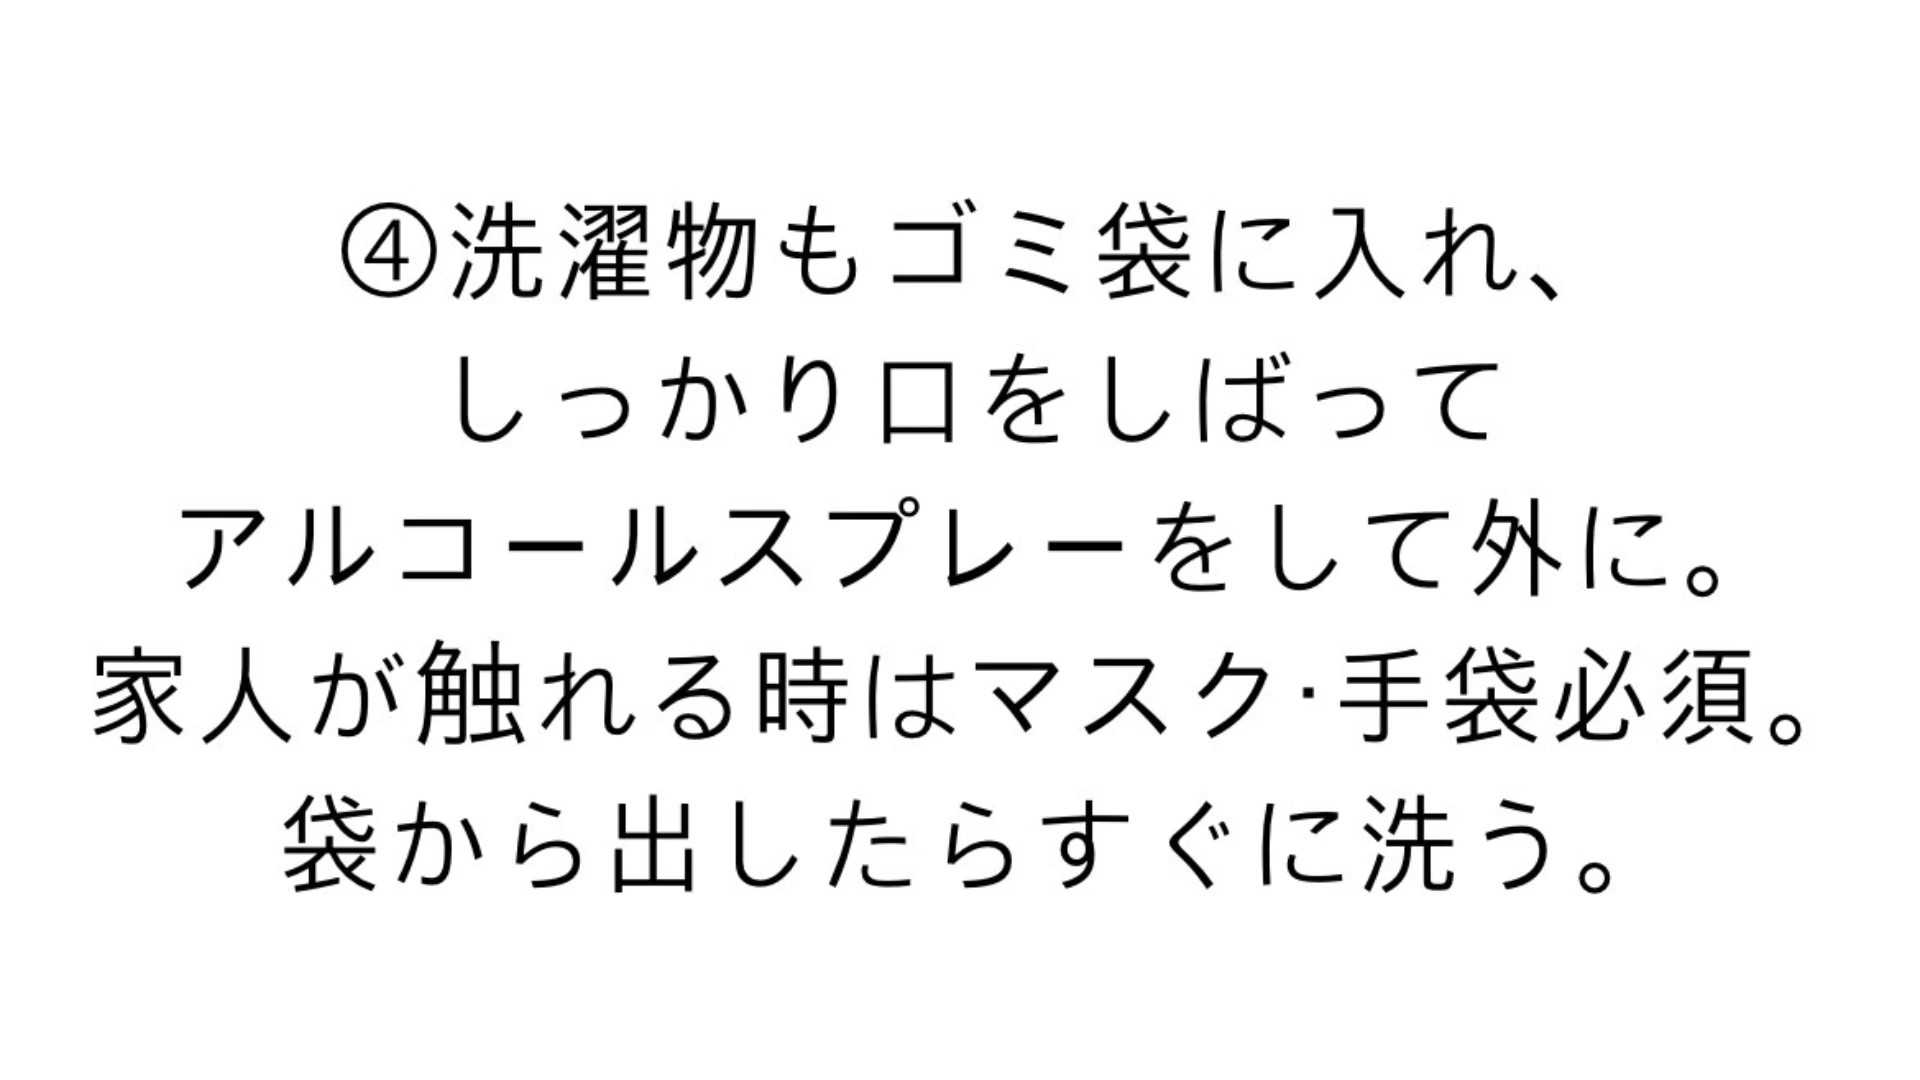 ④洗濯物もゴミ袋に入れ、
しっかり口をしばって
アルコールスプレーをして外に。
家人が触れる時はマスク·手袋必須。
袋から出したらすぐに洗う。